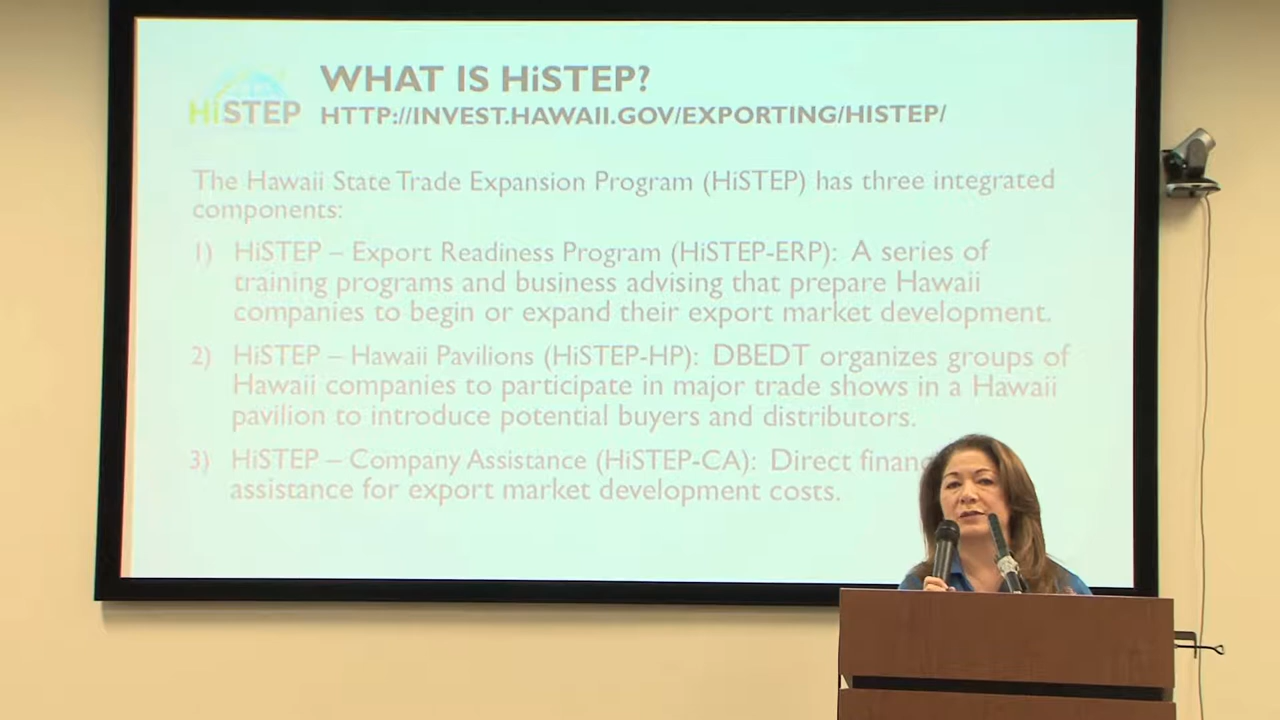 HiSTEP
WHAT IS HiSTEP?
HTTP://INVEST.HAWAII.GOV/EXPORTING/HISTEP/
The Hawaii State Trade Expansion Program (HiSTEP) has three integrated
components:
1) HiSTEP – Export Readiness Program (HiSTEP-ERP): A series of
training programs and business advising that prepare Hawaii
companies to begin or expand their export market development.
2) HiSTEP – Hawaii Pavilions (HiSTEP-HP): DBEDT organizes groups of
Hawaii companies to participate in major trade shows in a Hawaii
pavilion to introduce potential buyers and distributors.
3) HiSTEP – Company Assistance (HiSTEP-CA): Direct
assistance for export market development costs.